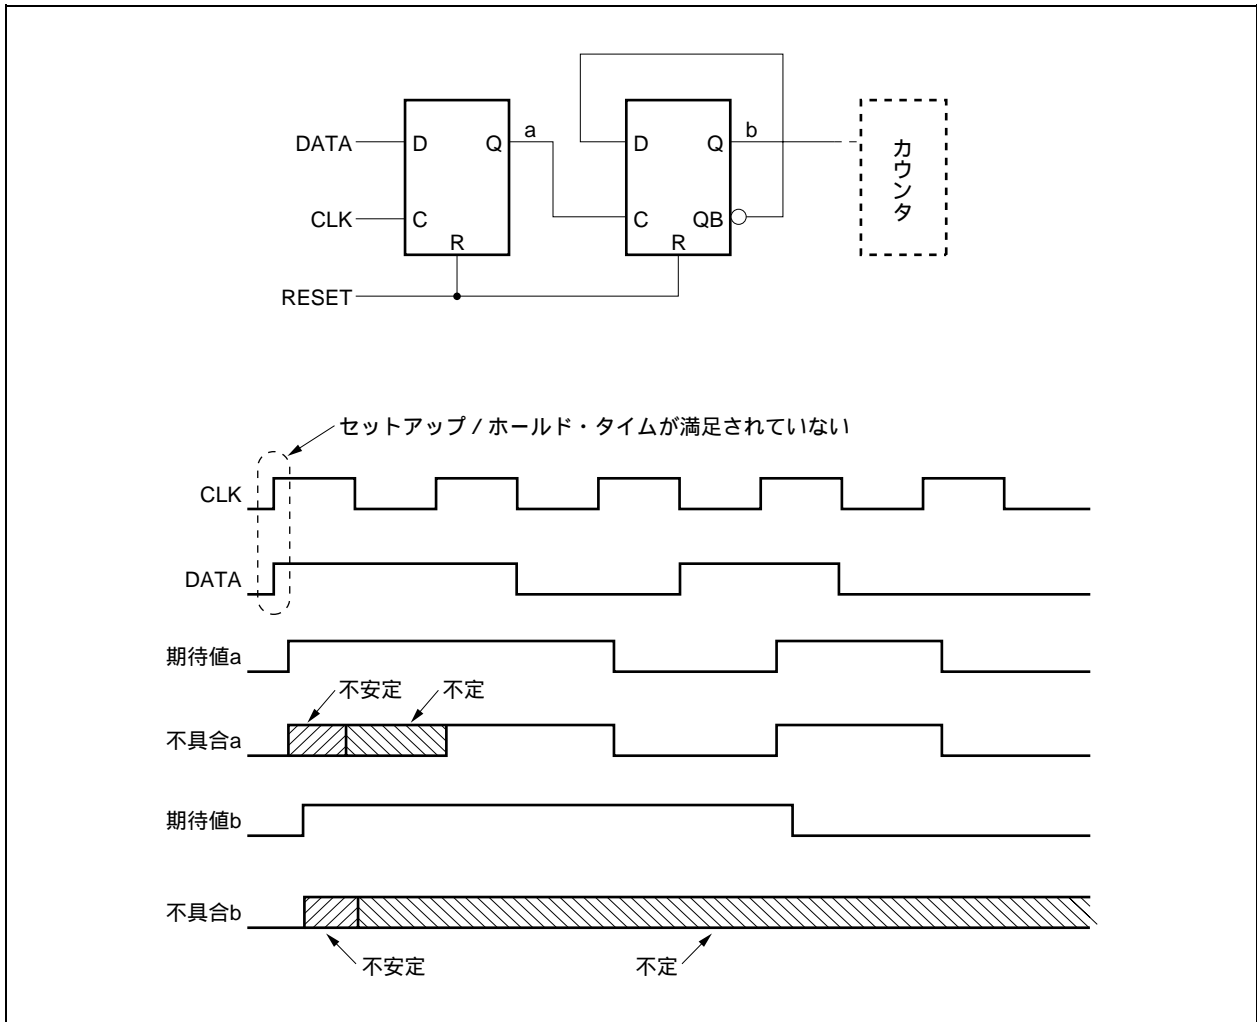 DATA
D
Q
a
D
Q
b
カウンタ
CLK
C
R
C
QB
R
RESET
セットアップ / ホールド・タイムが満足されていない
CLK
DATA
期待値a
不安定
不定
不具合a
期待値b
不具合b
不安定
不定